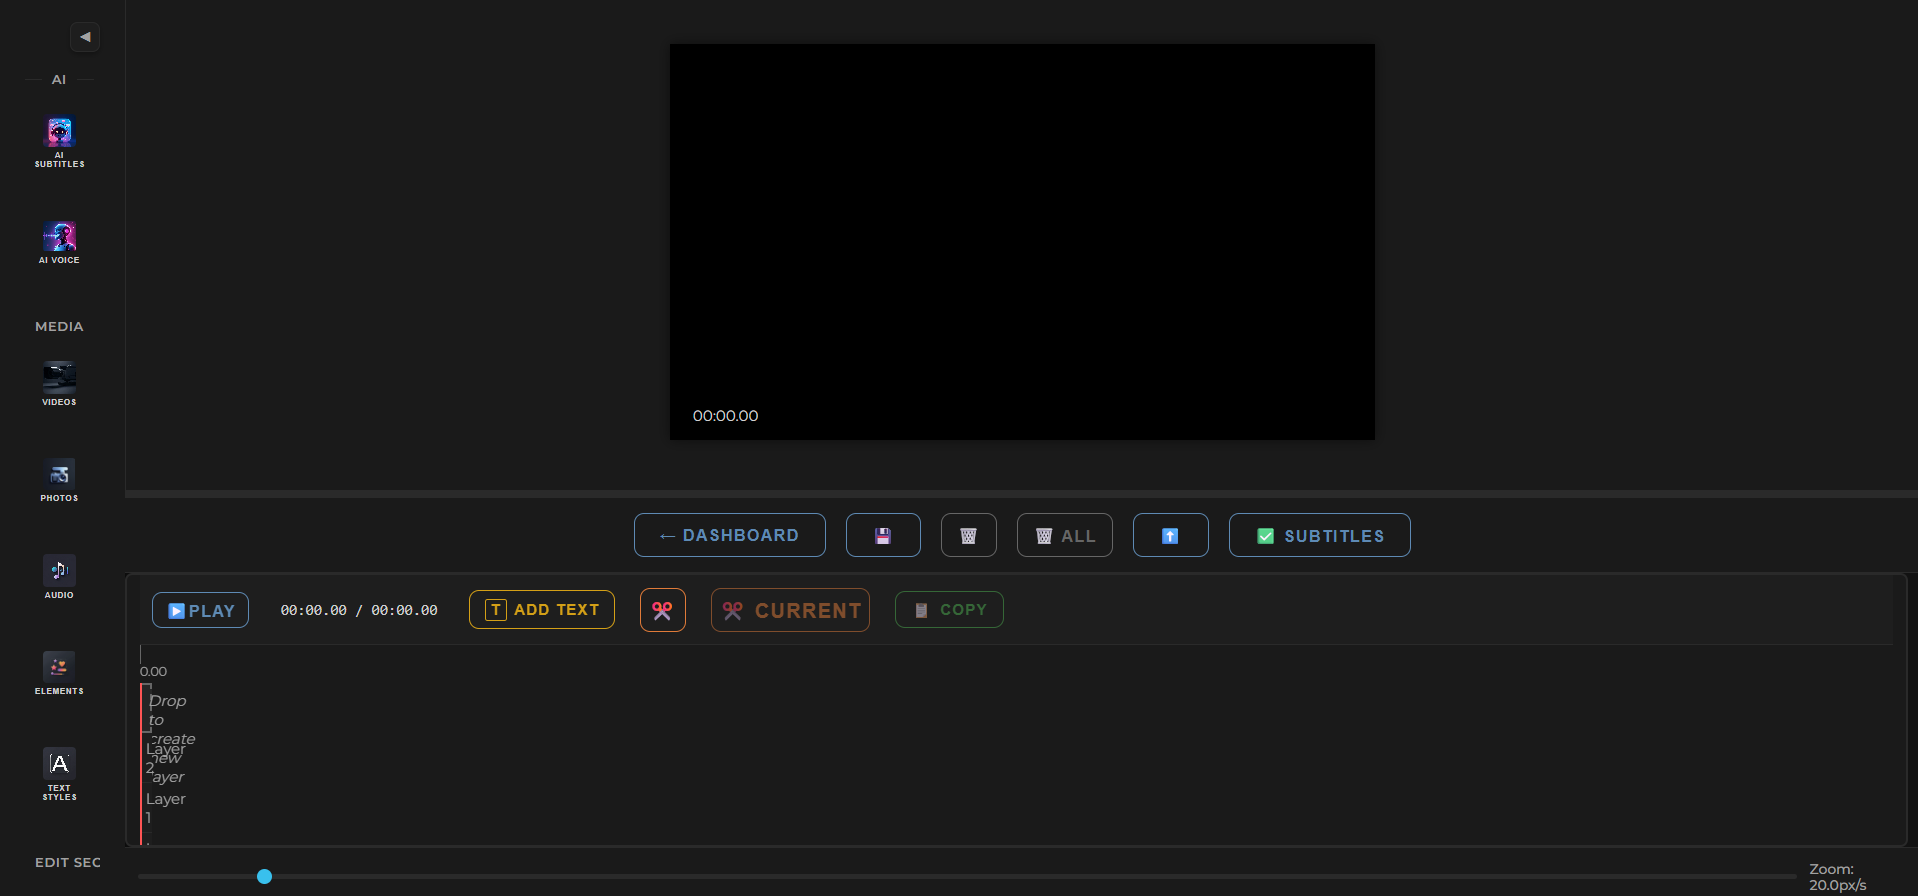 ◀
AI
AI
SUBTITLES
AI VOICE
MEDIA
VIDEOS
PHOTOS
AUDIO
ELEMENTS
A
TEXT
STYLES
EDIT SEC
00:00.00
← DASHBOARD
ALL
SUBTITLES
PLAY
00:00.00 / 00:00.00
T ADD TEXT
CURRENT
COPY
0.00
Drop
to
create
new
layer
Layer
2
Layer
1
Zoom:
20.0px/s